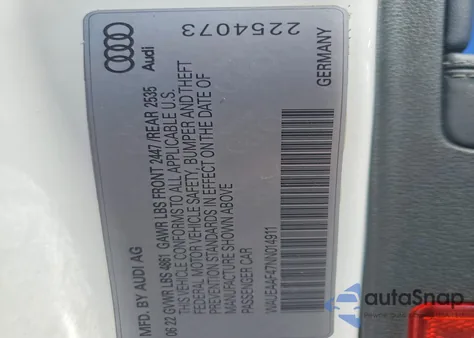 MFD. BY AUDI AG
06 22 GVWR LBS 4861 GAWR LBS FRONT 2447/REAR 2535
THIS VEHICLE CONFORMS TO ALL APPLICABLE U.S.
FEDERAL MOTOR VEHICLE SAFETY, BUMPER AND THEFT
PREVENTION STANDARDS IN EFFECT ON THE DATE OF
MANUFACTURE SHOWN ABOVE
PASSENGER CAR
WAUEAAF47NN014911
Audi
2254073
GERMANY
autoSnap